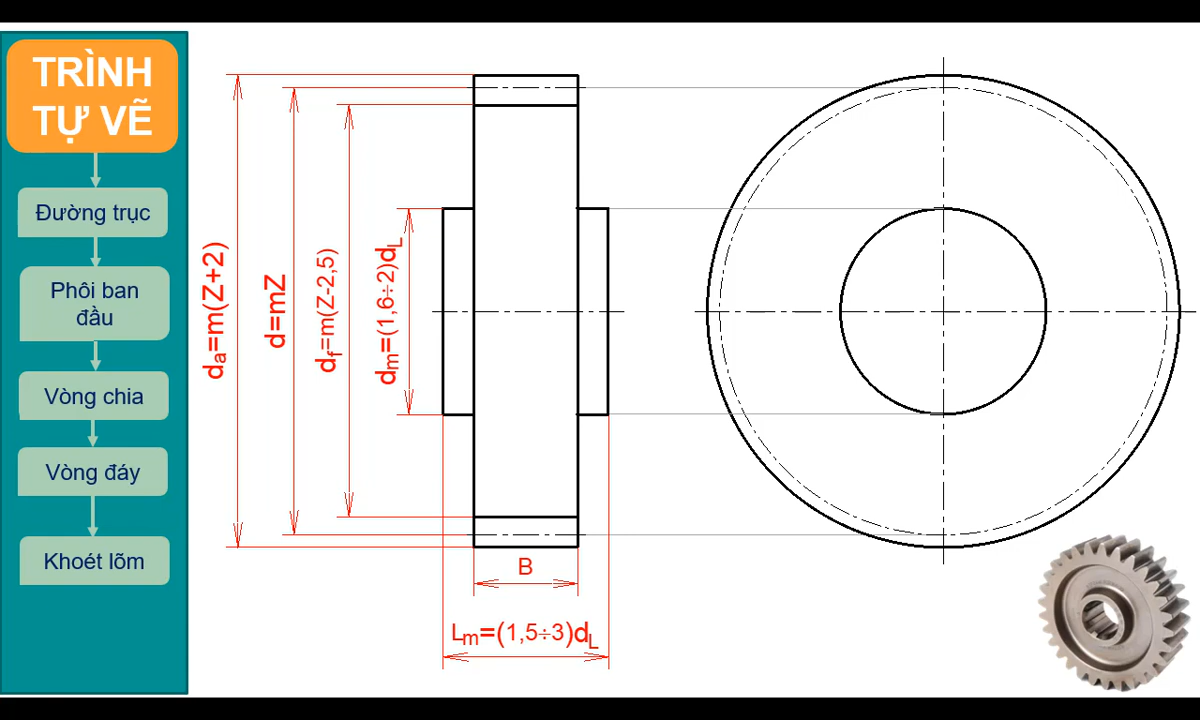 TRÌNH
TỰ VẼ
Đường trục
Phôi ban
đầu
Vòng chia
Vòng đáy
Khoét lõm
da=m(Z+2)
d=mZ
df=m(Z-2,5)
dm=(1,6÷2)dL
B
Lm=(1,5÷3)dL